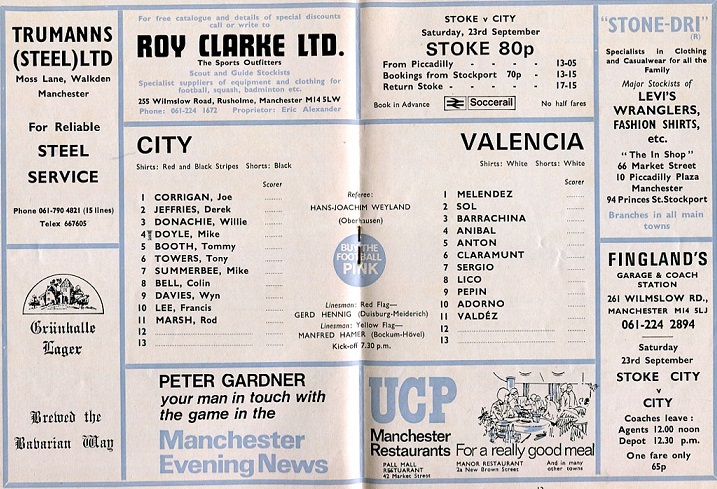 TRUMANNS
(STEEL) LTD
Moss Lane, Walkden
Manchester
For Reliable
STEEL
SERVICE
Phone 061-790 4821 (15 lines)
Telex 667605
Grünhalle
Lager
Brewed the
Babarian Way
For free catalogue and details of special discounts
call or write to
ROY CLARKE LTD.
The Sports Outfitters
Scout and Guide Stockists
Specialist suppliers of equipment and clothing for
football, squash, badminton etc.
255 Wilmslow Road, Rusholme, Manchester M14 5LW
Phone: 061-224 1672 Proprietor: Eric Alexander
STOKE v CITY
Saturday, 23rd September
STOKE 80p
From Piccadilly - - - 13-05
Bookings from Stockport 70p - 13-15
Return Stoke - - - - 17-15
Book in Advance Soccerail No half fares
CITY
Shirts: Red and Black Stripes Shorts: Black
Scorer
1 CORRIGAN, Joe ........
2 JEFFRIES, Derek ........
3 DONACHIE, Willie ........
4 DOYLE, Mike ........
5 BOOTH, Tommy ........
6 TOWERS, Tony ........
7 SUMMERBEE, Mike ........
8 BELL, Colin ........
9 DAVIES, Wyn ........
10 LEE, Francis ........
11 MARSH, Rod ........
12 ........
13 ........
Referee:
HANS-JOACHIM WEYLAND
(Oberhausen)
BUY THE
FOOTBALL
PINK
Linesman: Red Flag—
GERD HENNIG (Duisburg-Meiderich)
Linesman: Yellow Flag—
MANFRED HAMER (Bockum-Hövel)
Kick-off 7.30 p.m.
VALENCIA
Shirts: White Shorts: White
Scorer
1 MELENDEZ ........
2 SOL ........
3 BARRACHINA ........
4 ANIBAL ........
5 ANTON ........
6 CLARAMUNT ........
7 SERGIO ........
8 LICO ........
9 PEPIN ........
10 ADORNO ........
11 VALDÉZ ........
12 ........
13 ........
PETER GARDNER
your man in touch with
the game in the
Manchester
Evening News
UCP
Manchester
Restaurants
For a really good meal
PALL MALL
RESTUARANT
42 Market Street
MANOR RESTAURANT
2a New Brown Street
And in many
other towns
"STONE-DRI"
(R)
Specialists in Clothing
and Casualwear for all the
Family
Major Stockists of
LEVI'S
WRANGLERS,
FASHION SHIRTS,
etc.
"The In Shop"
66 Market Street
10 Piccadilly Plaza
Manchester
94 Princes St. Stockport
Branches in all main
towns
FINGLAND'S
GARAGE & COACH
STATION
261 WILMSLOW RD.,
MANCHESTER M14 5LJ
061-224 2894
Saturday
23rd September
STOKE CITY
v
CITY
Coaches leave :
Agents 12.00 noon
Depot 12.30 p.m.
One fare only
65p